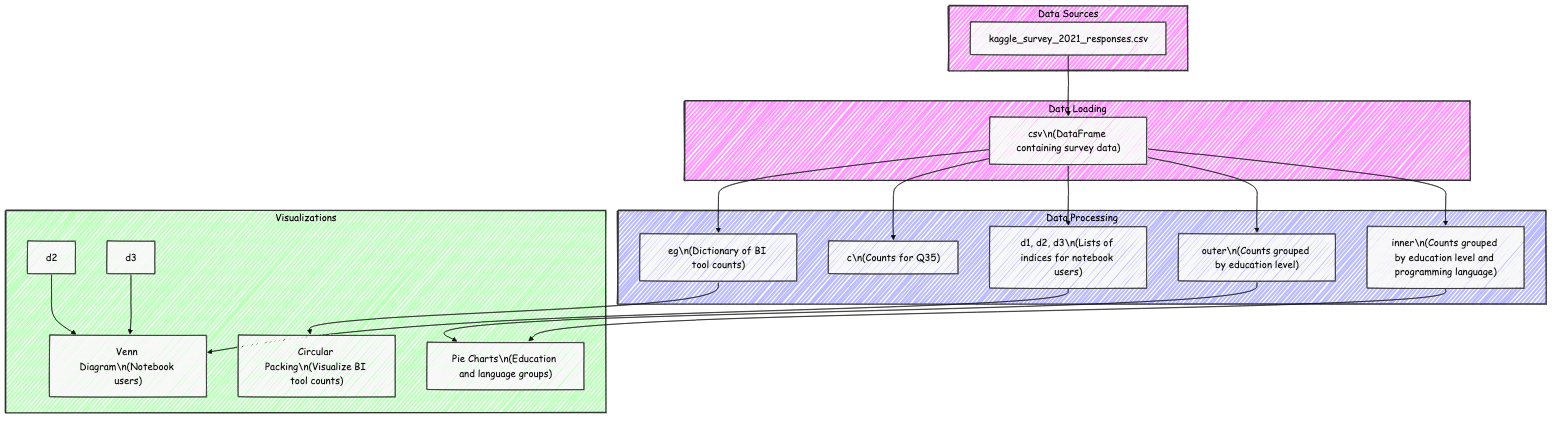 Data Sources
kaggle_survey_2021_responses.csv
Data Loading
csv\n(DataFrame
containing survey data)
Data Processing
eg\n(Dictionary of BI
tool counts)
c\n(Counts for Q35)
d1, d2, d3\n(Lists of
indices for notebook
users)
outer\n(Counts grouped
by education level)
inner\n(Counts grouped
by education level and
programming language)
Visualizations
d2
d3
Venn
Diagram\n(Notebook
users)
Circular
Packing\n(Visualize BI
tool counts)
Pie Charts\n(Education
and language groups)